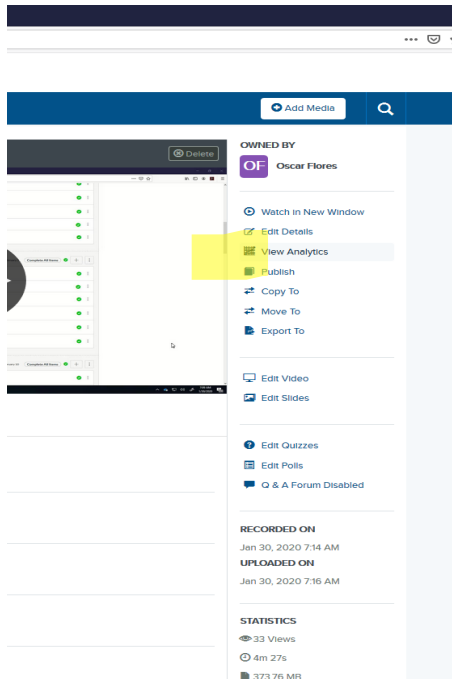 Add Media
Delete
OWNED BY
OF Oscar Flores
Watch in New Window
Edit Details
View Analytics
Publish
Copy To
Move To
Export To
Edit Video
Edit Slides
Edit Quizzes
Edit Polls
Q & A Forum Disabled
RECORDED ON
Jan 30, 2020 7:14 AM
UPLOADED ON
Jan 30, 2020 7:16 AM
STATISTICS
33 Views
4m 27s
373.76 MB